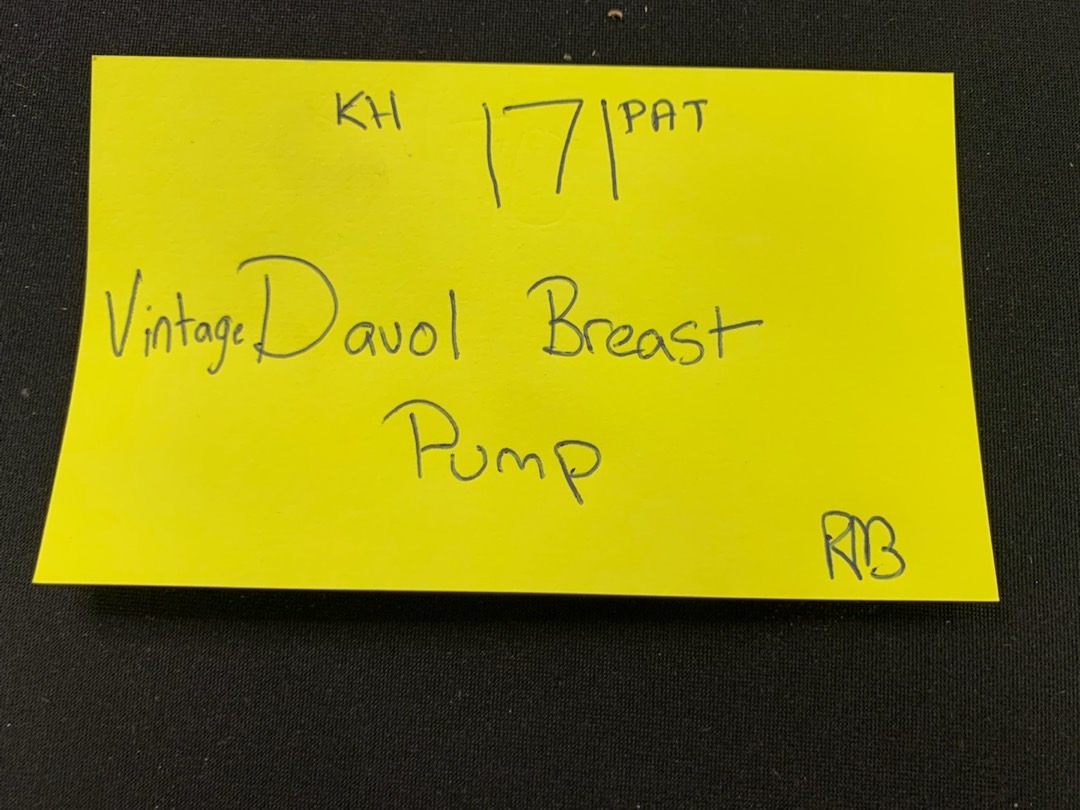 KH 171 PAT
Vintage Davol Breast
Pump
RB